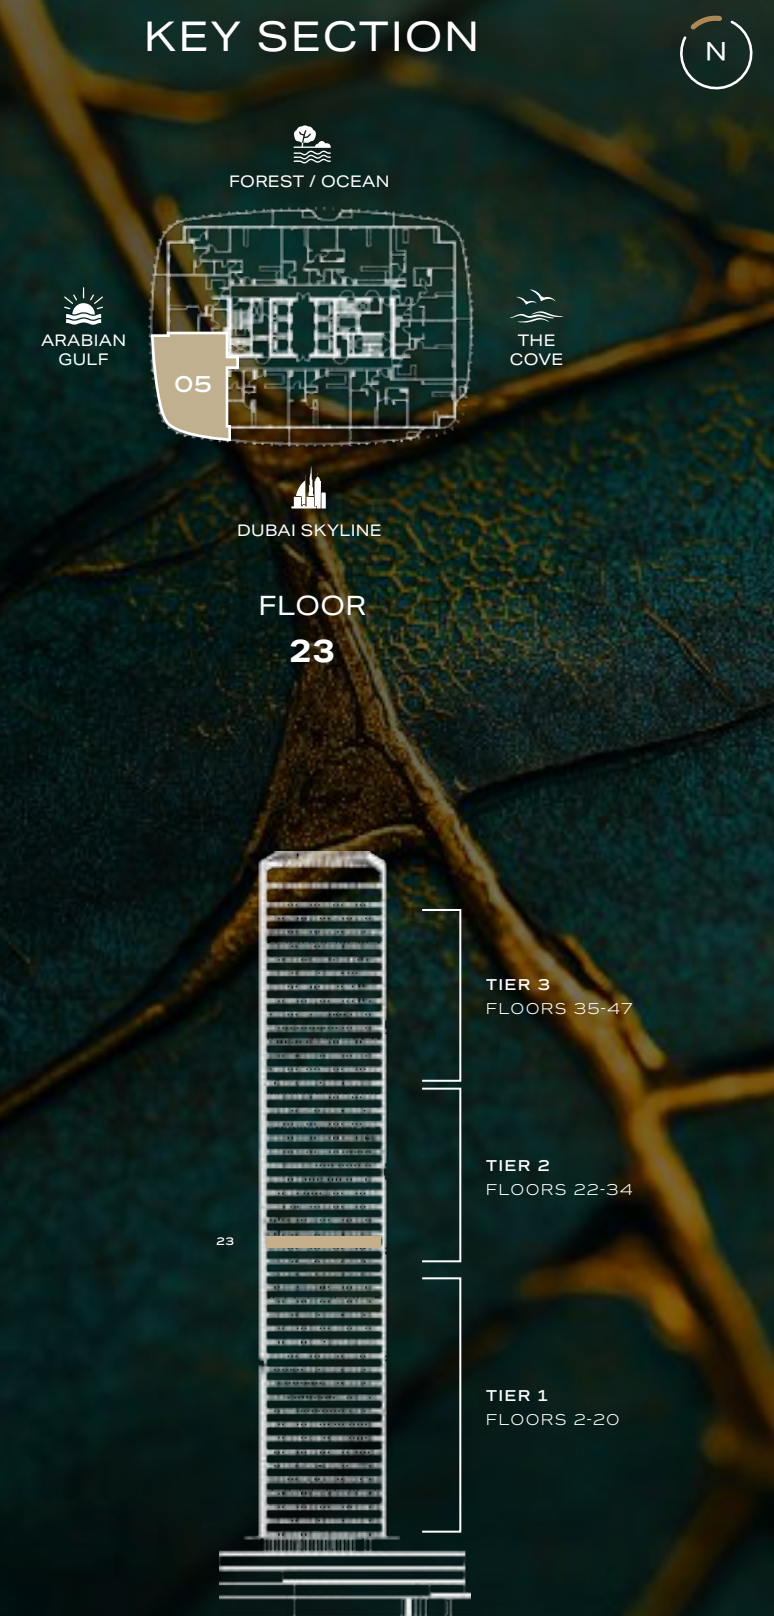 KEY SECTION
N
FOREST / OCEAN
ARABIAN
GULF
THE
COVE
05
DUBAI SKYLINE
FLOOR
23
TIER 3
FLOORS 35-47
TIER 2
FLOORS 22-34
23
TIER 1
FLOORS 2-20